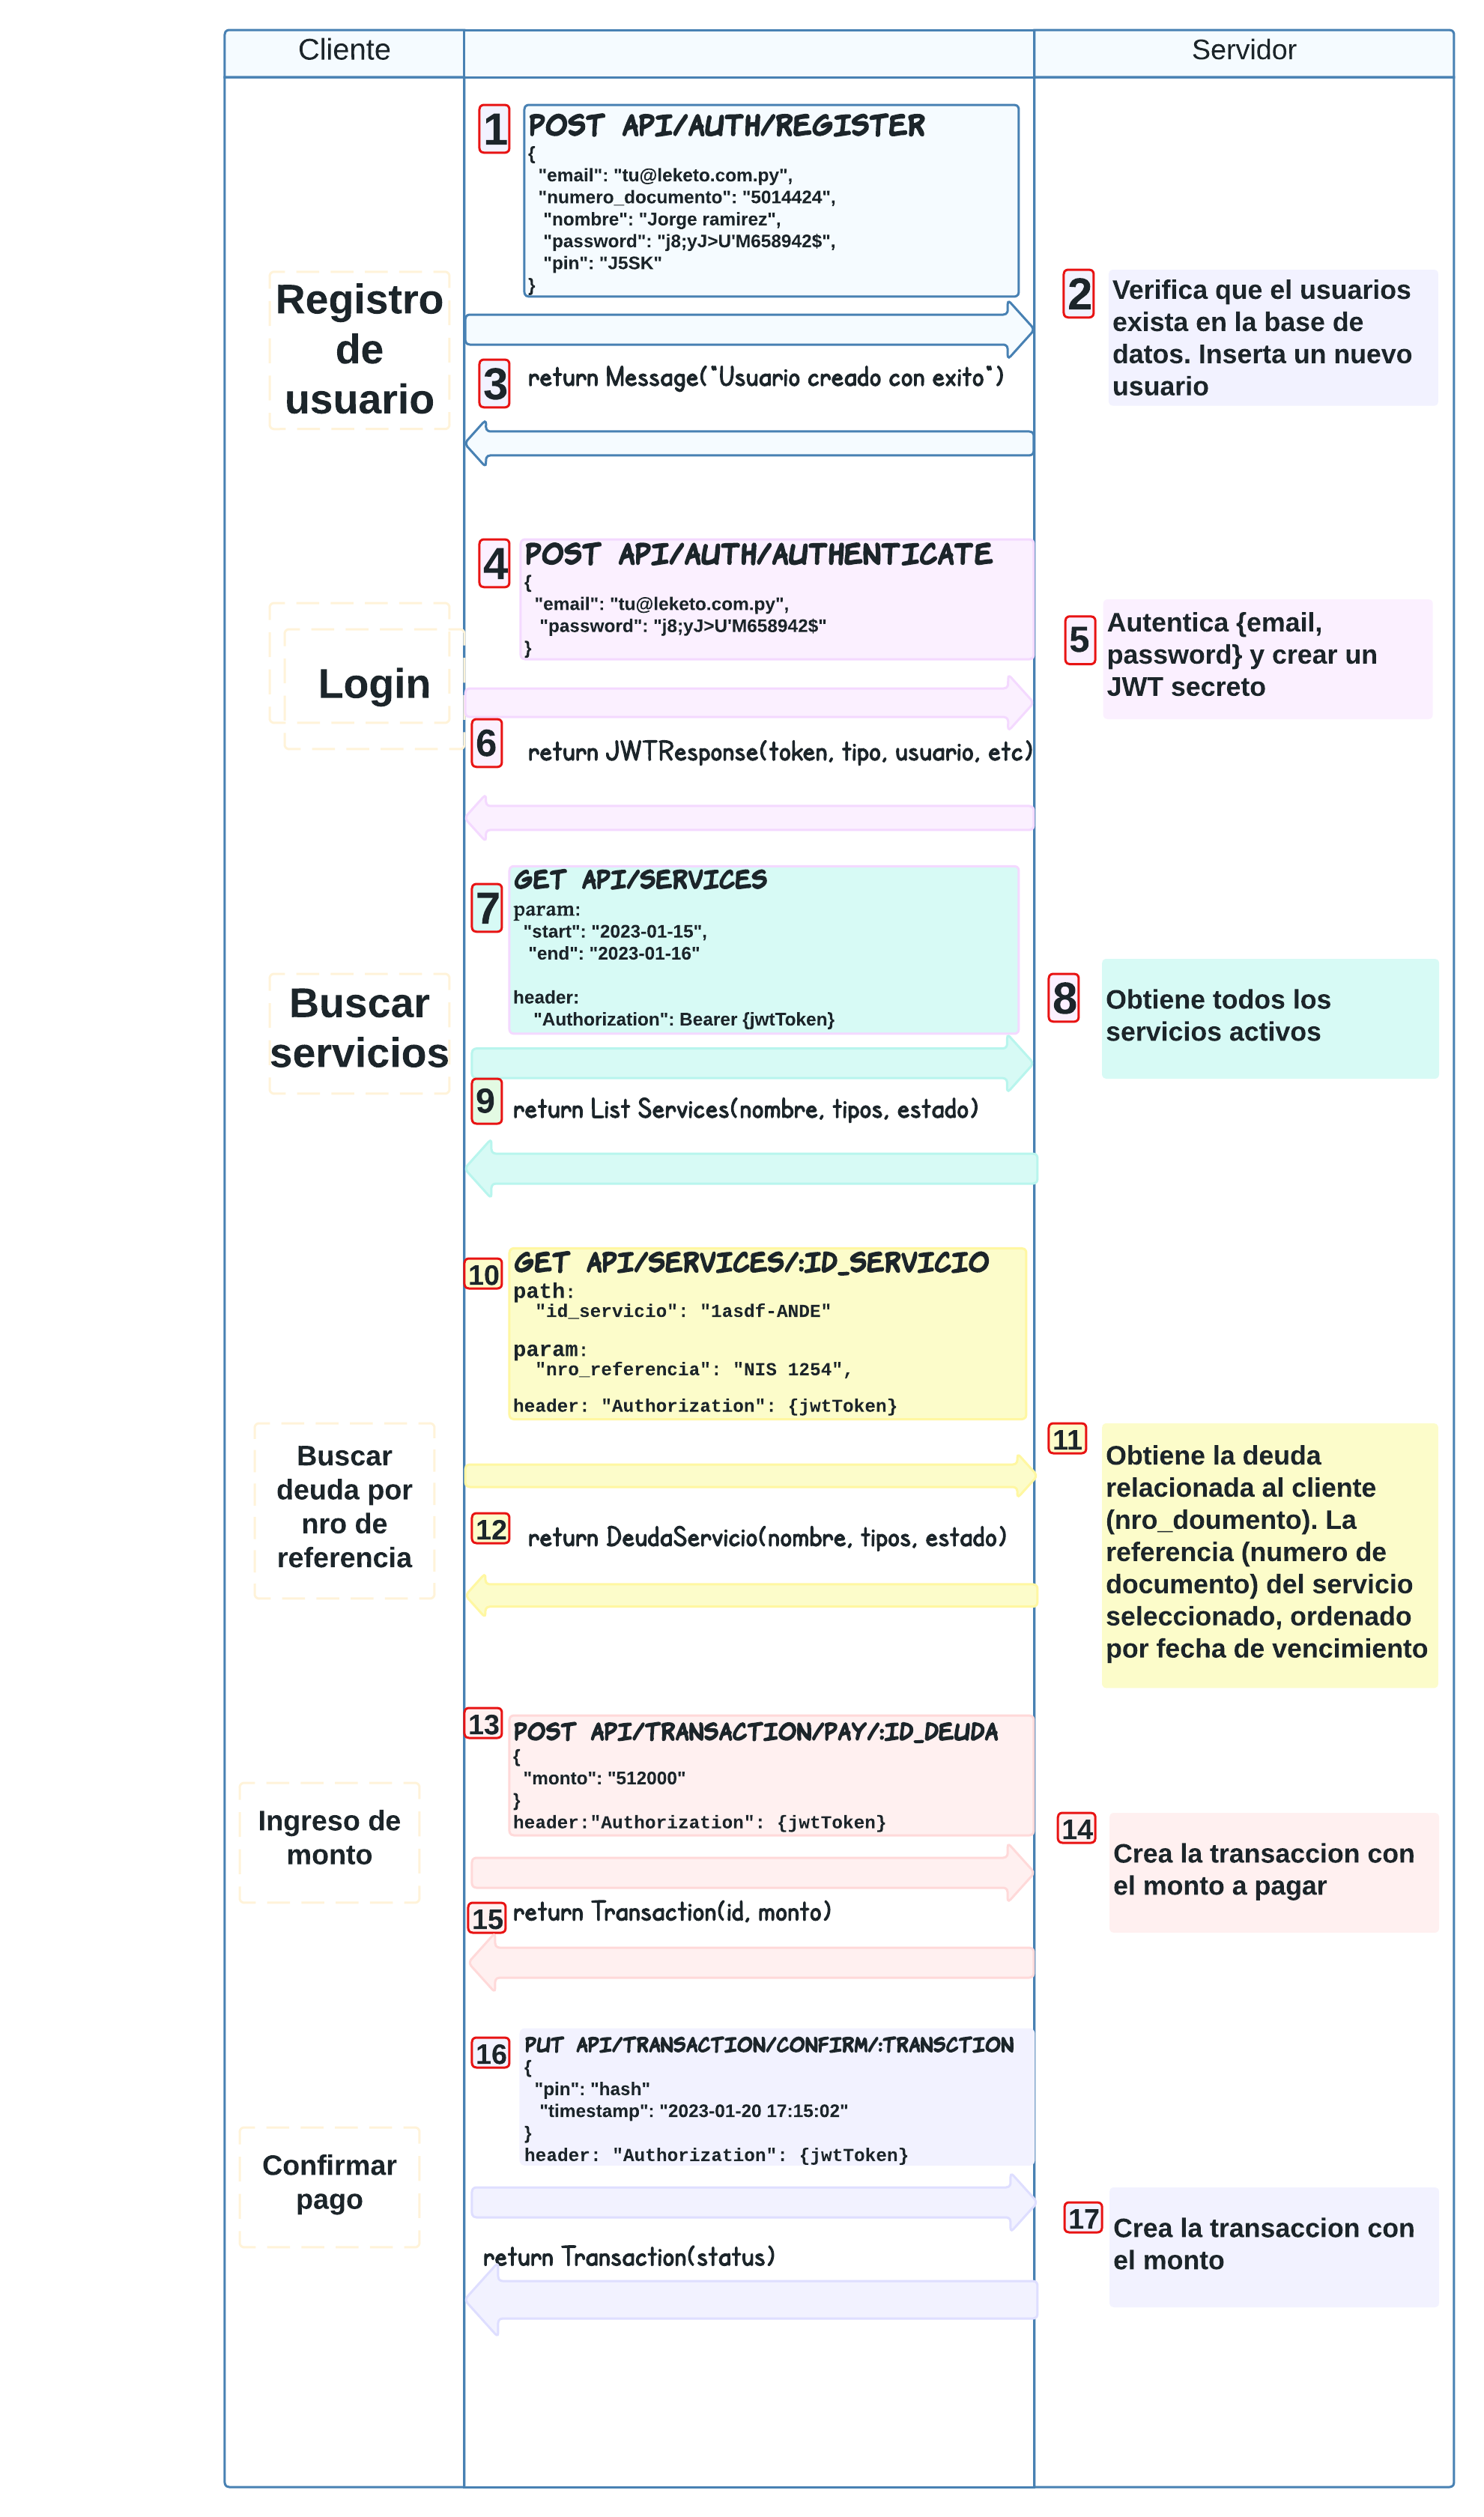 Cliente
Servidor
1
POST API/AUTH/REGISTER
{
"email": "tu@leketo.com.py",
"numero_documento": "5014424",
"nombre": "Jorge ramirez",
"password": "j8;yJ>U'M658942$",
"pin": "J5SK"
}
Registro
de
usuario
2
Verifica que el usuarios
exista en la base de
datos. Inserta un nuevo
usuario
3
return Message("Usuario creado con exito")
4
POST API/AUTH/AUTHENTICATE
{
"email": "tu@leketo.com.py",
"password": "j8;yJ>U'M658942$"
}
Login
5
Autentica {email,
password} y crear un
JWT secreto
6
return JWTResponse(token, tipo, usuario, etc)
7
GET API/SERVICES
param:
"start": "2023-01-15",
"end": "2023-01-16"
header:
"Authorization": Bearer {jwtToken}
Buscar
servicios
8
Obtiene todos los
servicios activos
9
return List Services(nombre, tipos, estado)
10
GET API/SERVICES/:ID_SERVICIO
path:
"id_servicio": "1asdf-ANDE"
param:
"nro_referencia": "NIS 1254",
header: "Authorization": {jwtToken}
Buscar
deuda por
nro de
referencia
11
Obtiene la deuda
relacionada al cliente
(nro_doumento). La
referencia (numero de
documento) del servicio
seleccionado, ordenado
por fecha de vencimiento
12
return DeudaServicio(nombre, tipos, estado)
13
POST API/TRANSACTION/PAY/:ID_DEUDA
{
"monto": "512000"
}
header:"Authorization": {jwtToken}
Ingreso de
monto
14
Crea la transaccion con
el monto a pagar
15
return Transaction(id, monto)
16
PUT API/TRANSACTION/CONFIRM/:TRANSCTION
{
"pin": "hash"
"timestamp": "2023-01-20 17:15:02"
}
header: "Authorization": {jwtToken}
Confirmar
pago
17
Crea la transaccion con
el monto
return Transaction(status)